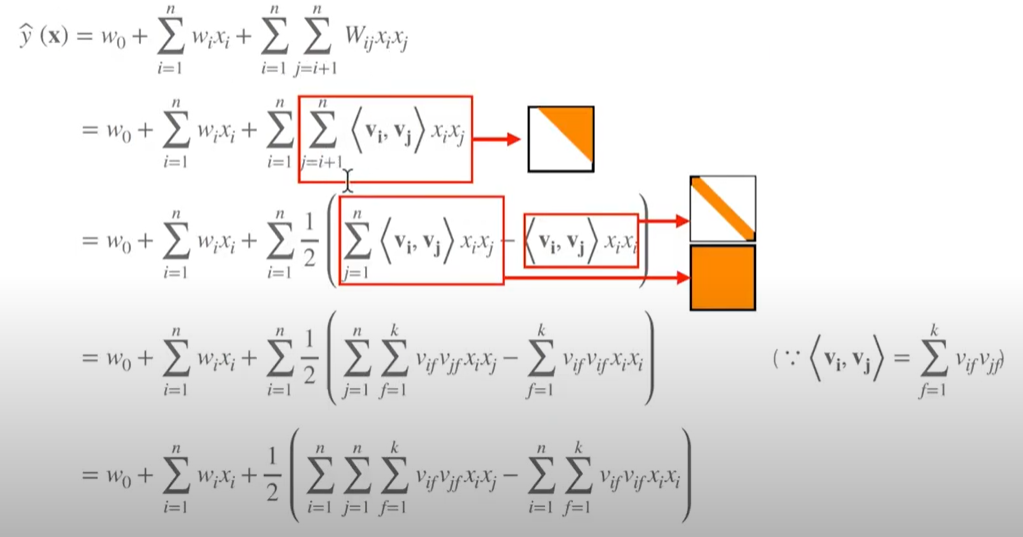 $\hat{y}(\mathbf{x}) = w_0 + \sum_{i=1}^{n} w_i x_i + \sum_{i=1}^{n} \sum_{j=i+1}^{n} W_{ij} x_i x_j$
$= w_0 + \sum_{i=1}^{n} w_i x_i + \sum_{i=1}^{n} \sum_{j=i+1}^{n} \langle \mathbf{v_i}, \mathbf{v_j} \rangle x_i x_j$
$= w_0 + \sum_{i=1}^{n} w_i x_i + \sum_{i=1}^{n} \frac{1}{2} \left( \sum_{j=1}^{n} \langle \mathbf{v_i}, \mathbf{v_j} \rangle x_i x_j - \langle \mathbf{v_i}, \mathbf{v_j} \rangle x_i x_i \right)$
$= w_0 + \sum_{i=1}^{n} w_i x_i + \sum_{i=1}^{n} \frac{1}{2} \left( \sum_{j=1}^{n} \sum_{f=1}^{k} v_{if} v_{jf} x_i x_j - \sum_{f=1}^{k} v_{if} v_{if} x_i x_i \right)$ $(\because \langle \mathbf{v_i}, \mathbf{v_j} \rangle = \sum_{f=1}^{k} v_{if} v_{jf})$
$= w_0 + \sum_{i=1}^{n} w_i x_i + \frac{1}{2} \left( \sum_{i=1}^{n} \sum_{j=1}^{n} \sum_{f=1}^{k} v_{if} v_{jf} x_i x_j - \sum_{i=1}^{n} \sum_{f=1}^{k} v_{if} v_{if} x_i x_i \right)$